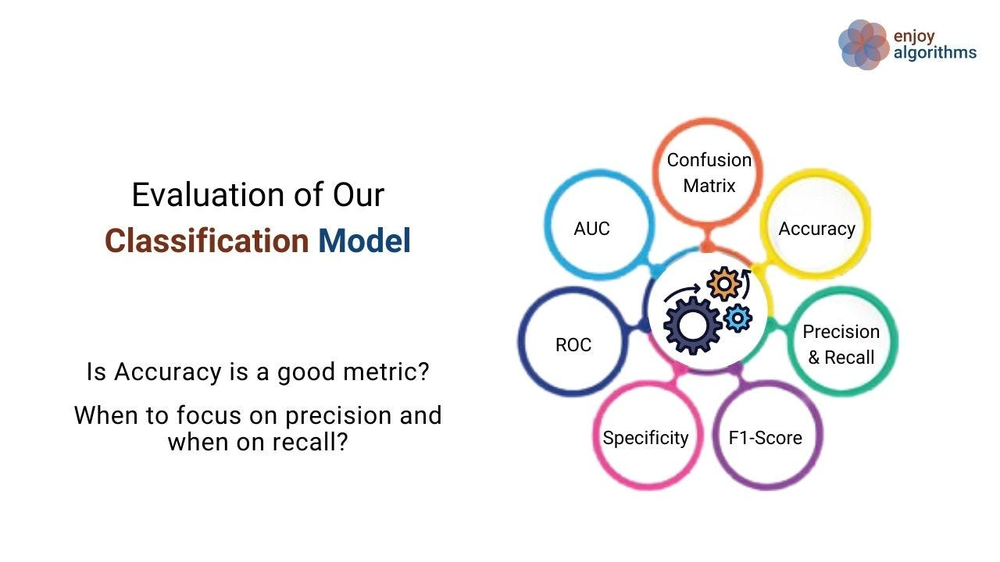 enjoy
algorithms
Evaluation of Our
Classification Model
Is Accuracy is a good metric?
When to focus on precision and
when on recall?
Confusion
Matrix
Accuracy
Precision
& Recall
F1-Score
Specificity
ROC
AUC